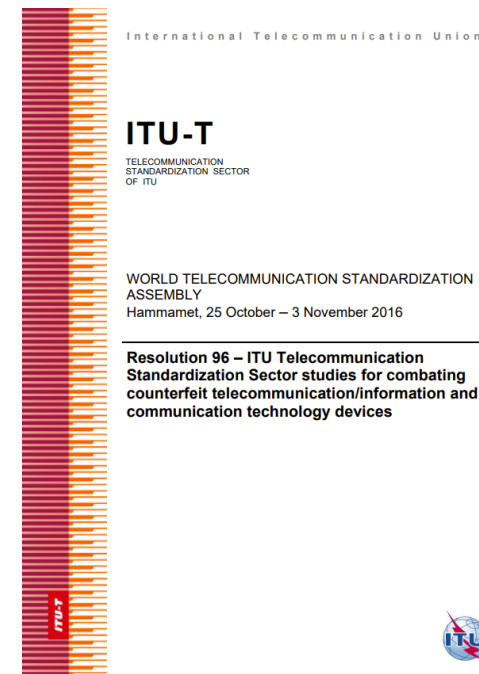 International Telecommunication Union
ITU-T
TELECOMMUNICATION
STANDARDIZATION SECTOR
OF ITU
WORLD TELECOMMUNICATION STANDARDIZATION
ASSEMBLY
Hammamet, 25 October – 3 November 2016
Resolution 96 – ITU Telecommunication
Standardization Sector studies for combating
counterfeit telecommunication/information and
communication technology devices
ITU-T
ITU